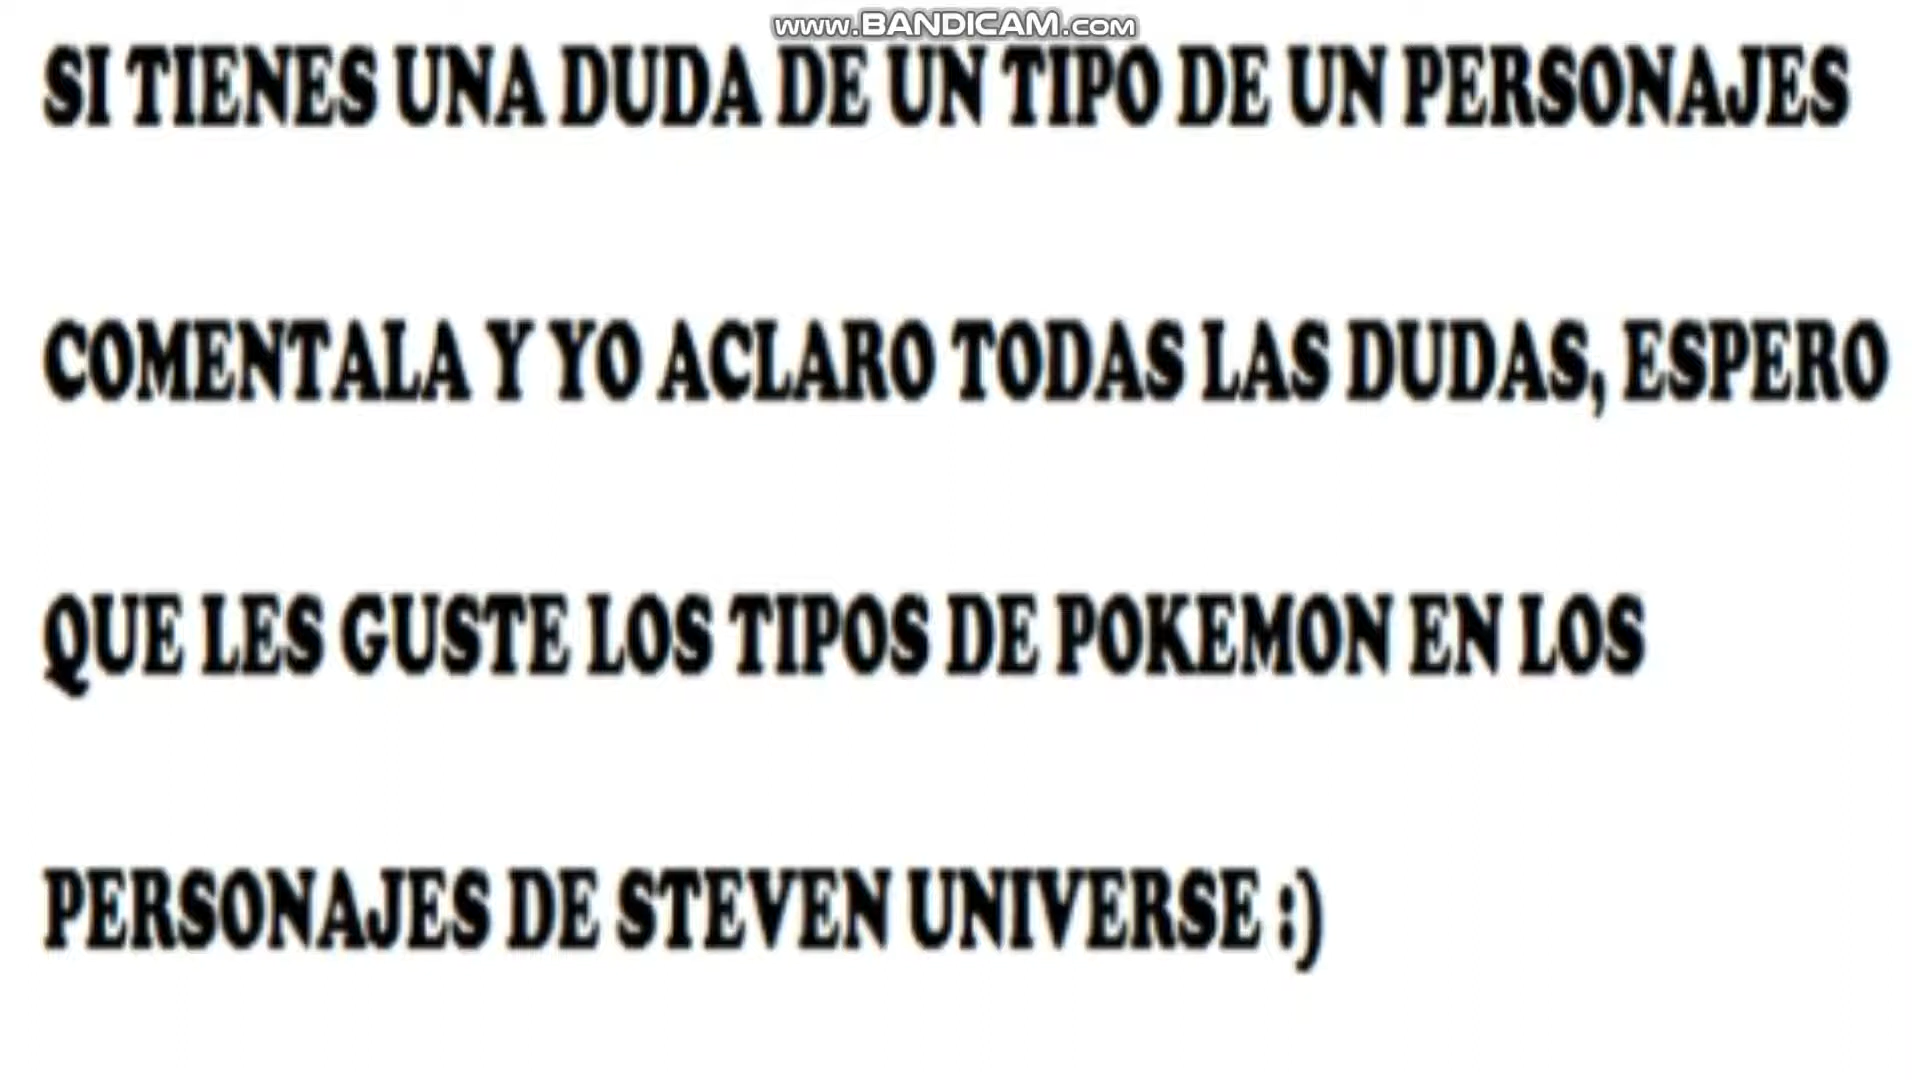 www.BANDICAM.com
SI TIENES UNA DUDA DE UN TIPO DE UN PERSONAJES
COMENTALA Y YO ACLARO TODAS LAS DUDAS, ESPERO
QUE LES GUSTE LOS TIPOS DE POKEMON EN LOS
PERSONAJES DE STEVEN UNIVERSE :)